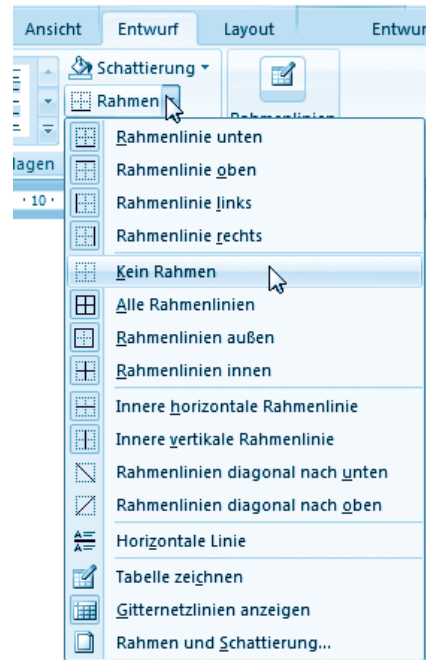 Ansicht Entwurf Layout Entwur
Schattierung
Rahmen
Rahmenlinien
lagen
· 10 ·
Rahmenlinie unten
Rahmenlinie oben
Rahmenlinie links
Rahmenlinie rechts
Kein Rahmen
Alle Rahmenlinien
Rahmenlinien außen
Rahmenlinien innen
Innere horizontale Rahmenlinie
Innere vertikale Rahmenlinie
Rahmenlinien diagonal nach unten
Rahmenlinien diagonal nach oben
Horizontale Linie
Tabelle zeichnen
Gitternetzlinien anzeigen
Rahmen und Schattierung...